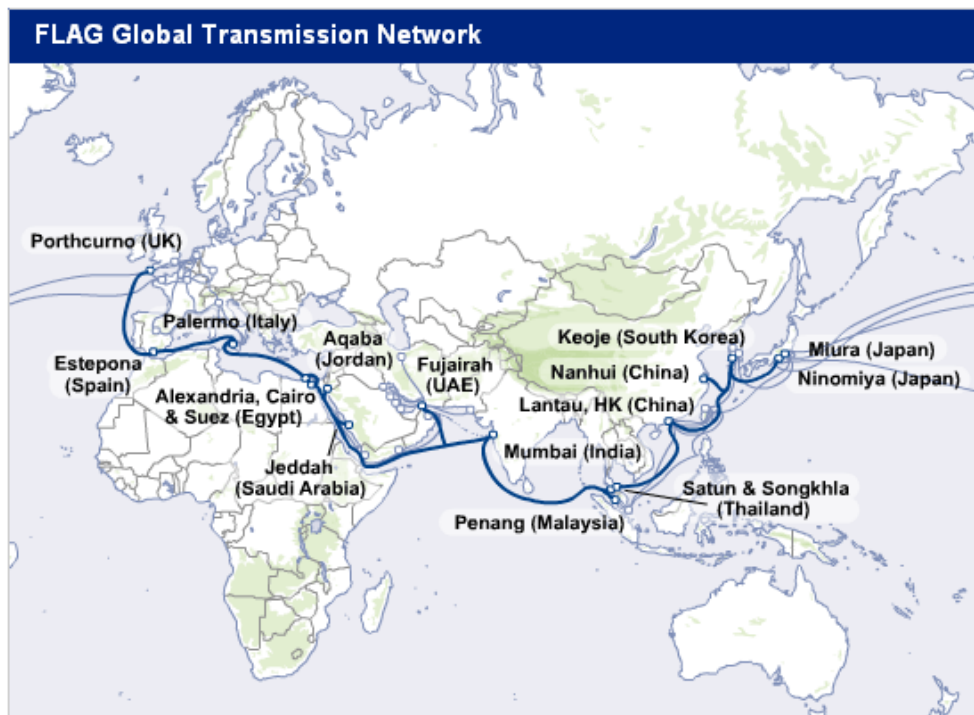 FLAG Global Transmission Network
Porthcurno (UK)
Palermo (Italy)
Estepona
(Spain)
Aqaba
(Jordan)
Fujairah
(UAE)
Alexandria, Cairo
& Suez (Egypt)
Jeddah
(Saudi Arabia)
Keoje (South Korea)
Miura (Japan)
Nanhui (China)
Ninomiya (Japan)
Lantau, HK (China)
Mumbai (India)
Satun & Songkhla
(Thailand)
Penang (Malaysia)